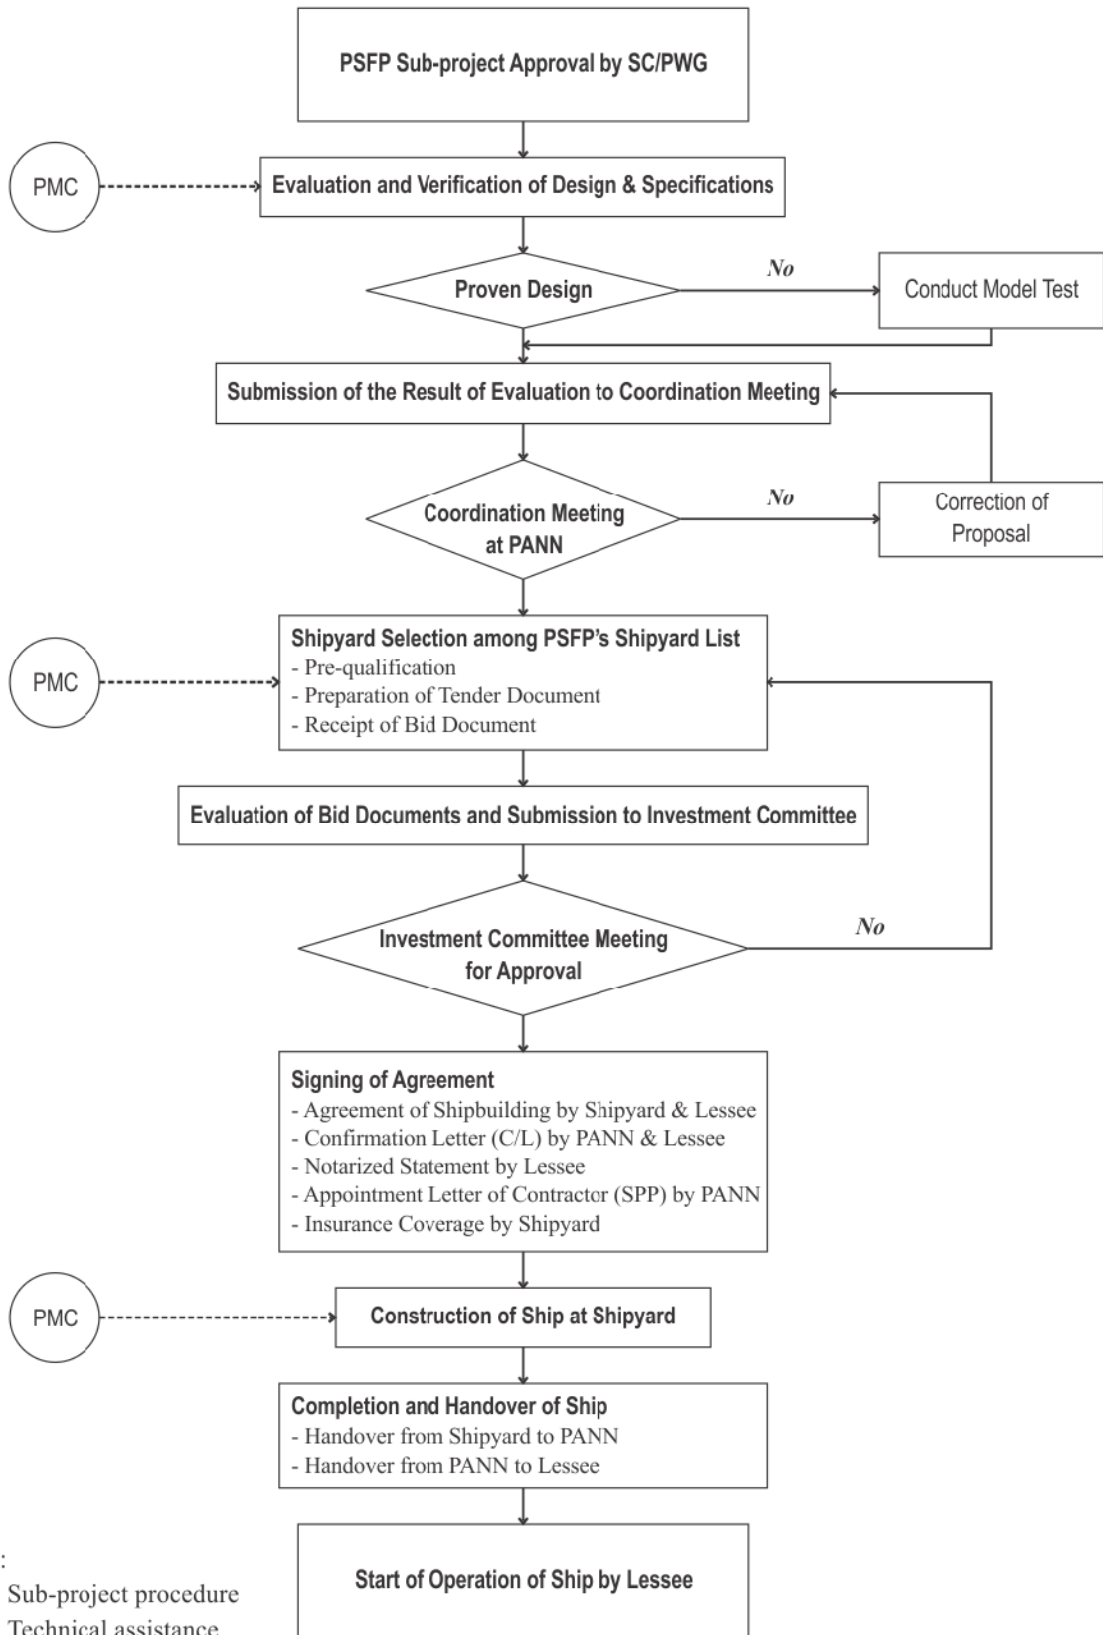 PSFP Sub-project Approval by SC/PWG
PMC
Evaluation and Verification of Design & Specifications
Proven Design
No
Conduct Model Test
Submission of the Result of Evaluation to Coordination Meeting
Coordination Meeting
at PANN
No
Correction of
Proposal
PMC
Shipyard Selection among PSFP's Shipyard List
- Pre-qualification
- Preparation of Tender Document
- Receipt of Bid Document
Evaluation of Bid Documents and Submission to Investment Committee
Investment Committee Meeting
for Approval
No
Signing of Agreement
- Agreement of Shipbuilding by Shipyard & Lessee
- Confirmation Letter (C/L) by PANN & Lessee
- Notarized Statement by Lessee
- Appointment Letter of Contractor (SPP) by PANN
- Insurance Coverage by Shipyard
PMC
Construction of Ship at Shipyard
Completion and Handover of Ship
- Handover from Shipyard to PANN
- Handover from PANN to Lessee
Start of Operation of Ship by Lessee
:
Sub-project procedure
Technical assistance